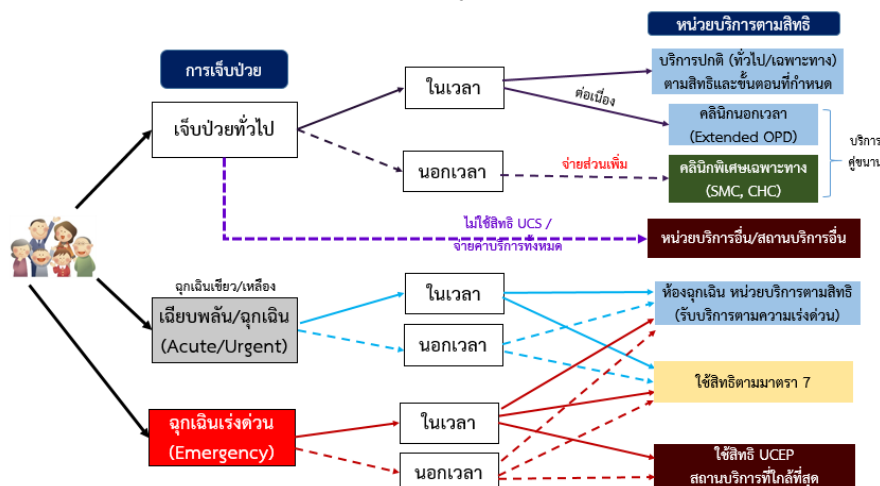 หน่วยบริการตามสิทธิ
การเจ็บป่วย
บริการปกติ (ทั่วไป/เฉพาะทาง)
ตามสิทธิและขั้นตอนที่กำหนด
ในเวลา
ต่อเนื่อง
เจ็บป่วยทั่วไป
คลินิกนอกเวลา
(Extended OPD)
บริการ
คู่ขนาน
นอกเวลา
จ่ายส่วนเพิ่ม
คลินิกพิเศษเฉพาะทาง
(SMC, CHC)
ไม่ใช้สิทธิ UCS /
จ่ายค่าบริการทั้งหมด
หน่วยบริการอื่น/สถานบริการอื่น
ฉุกเฉินเขียว/เหลือง
เฉียบพลัน/ฉุกเฉิน
(Acute/Urgent)
ในเวลา
นอกเวลา
ห้องฉุกเฉิน หน่วยบริการตามสิทธิ
(รับบริการตามความเร่งด่วน)
ใช้สิทธิตามมาตรา 7
ฉุกเฉินเร่งด่วน
(Emergency)
ในเวลา
นอกเวลา
ใช้สิทธิ UCEP
สถานบริการที่ใกล้ที่สุด